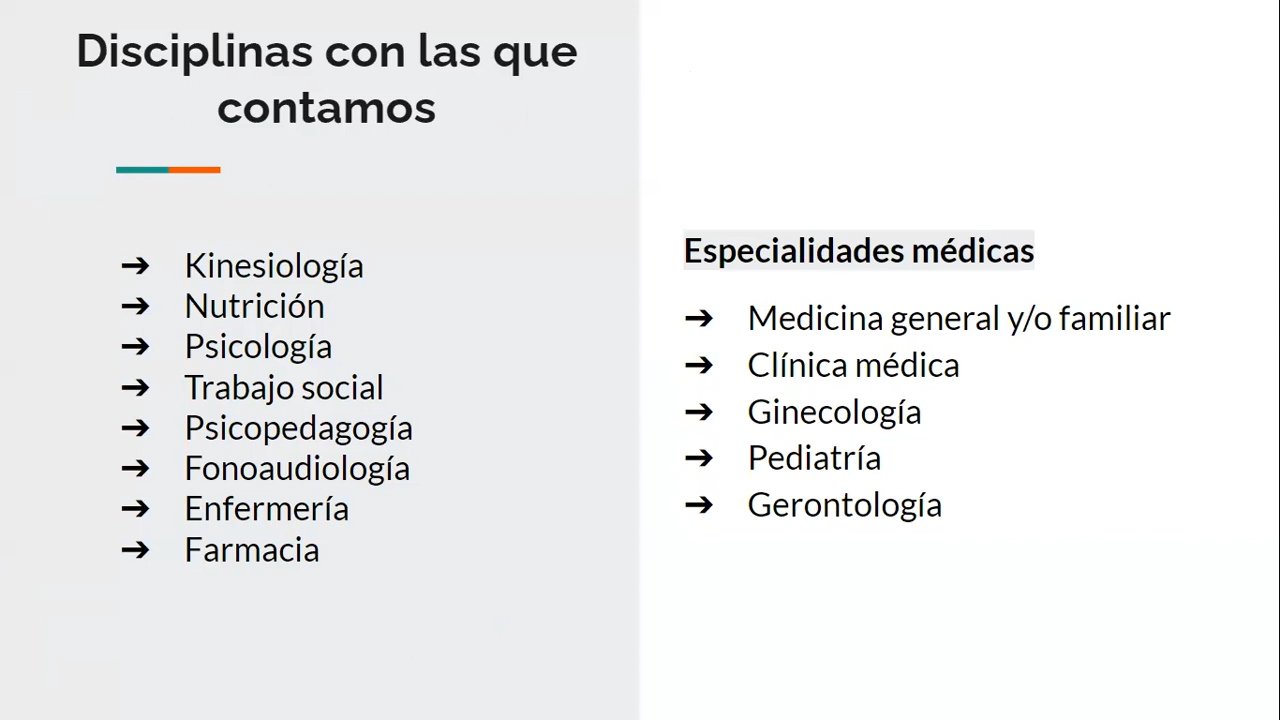 Disciplinas con las que
contamos
➔ Kinesiología
➔ Nutrición
➔ Psicología
➔ Trabajo social
➔ Psicopedagogía
➔ Fonoaudiología
➔ Enfermería
➔ Farmacia
Especialidades médicas
➔ Medicina general y/o familiar
➔ Clínica médica
➔ Ginecología
➔ Pediatría
➔ Gerontología